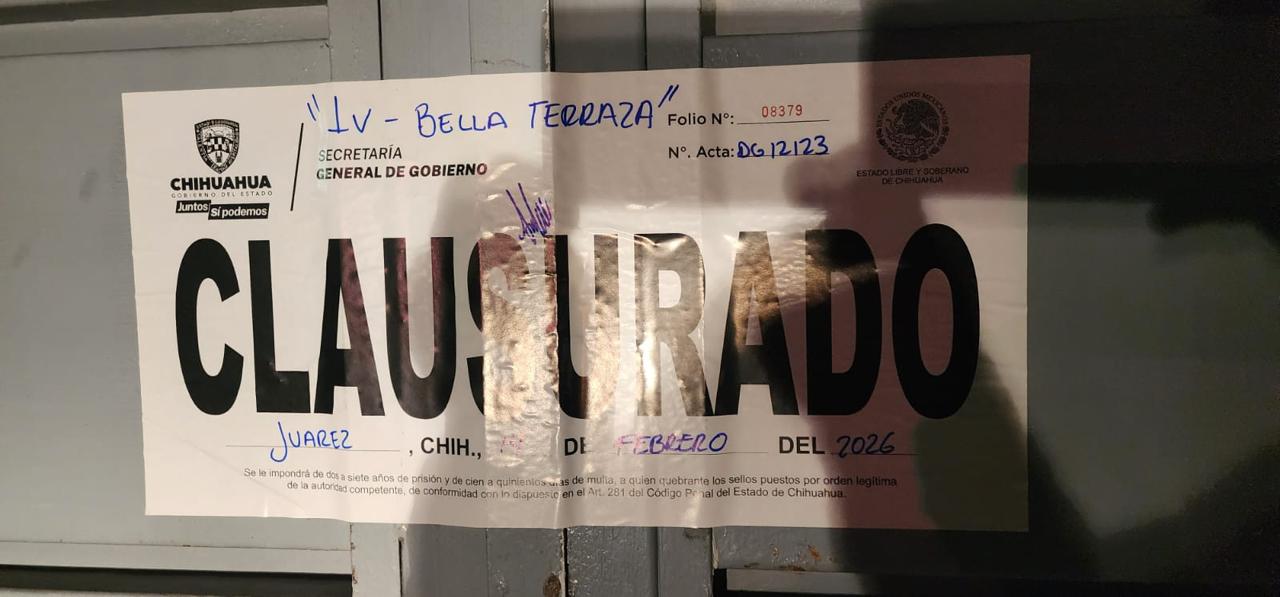 "IV - BELLA TERRAZA"
Folio N°: 08379
N°. Acta: DG12123
CHIHUAHUA
GOBIERNO DEL ESTADO
Juntos Sí podemos
SECRETARÍA
GENERAL DE GOBIERNO
ESTADOS UNIDOS MEXICANOS
ESTADO LIBRE Y SOBERANO
DE CHIHUAHUA
CLAUSURADO
JUAREZ, CHIH., DE FEBRERO DEL 2026
Se le impondrá de dos a siete años de prisión y de cien a quinientos días de multa, a quien quebrante los sellos puestos por orden legítima
de la autoridad competente, de conformidad con lo dispuesto en el Art. 281 del Código Penal del Estado de Chihuahua.